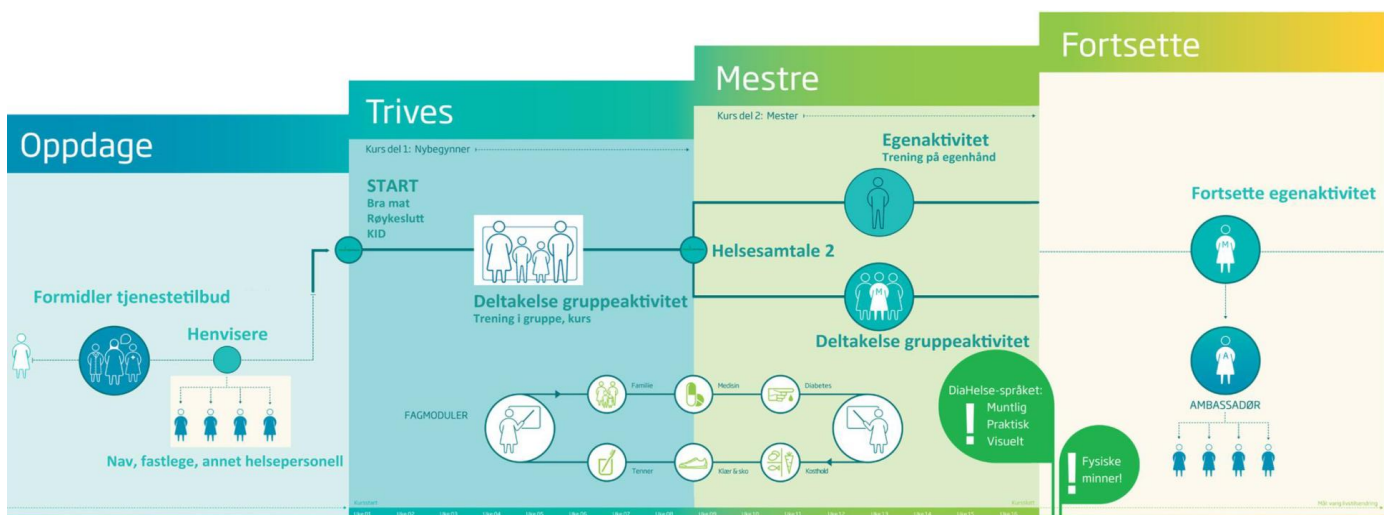 Oppdage
Formidler tjenestetilbud
Henvisere
Nav, fastlege, annet helsepersonell
Trives
Kurs del 1: Nybegynner
START
Bra mat
Røykeslutt
KID
Deltakelse gruppeaktivitet
Trening i gruppe, kurs
Mestre
Kurs del 2: Mester
Helsesamtale 2
Egenaktivitet
Trening på egenhånd
M
Deltakelse gruppeaktivitet
FAGMODULER
Familie
Medisin
Diabetes
Tenner
Klær & sko
Kosthold
DiaHelse-språket:
! Muntlig
Praktisk
Visuelt
! Fysiske
minner!
Fortsette
Fortsette egenaktivitet
M
A
AMBASSADØR
Kursstart
Kursslutt